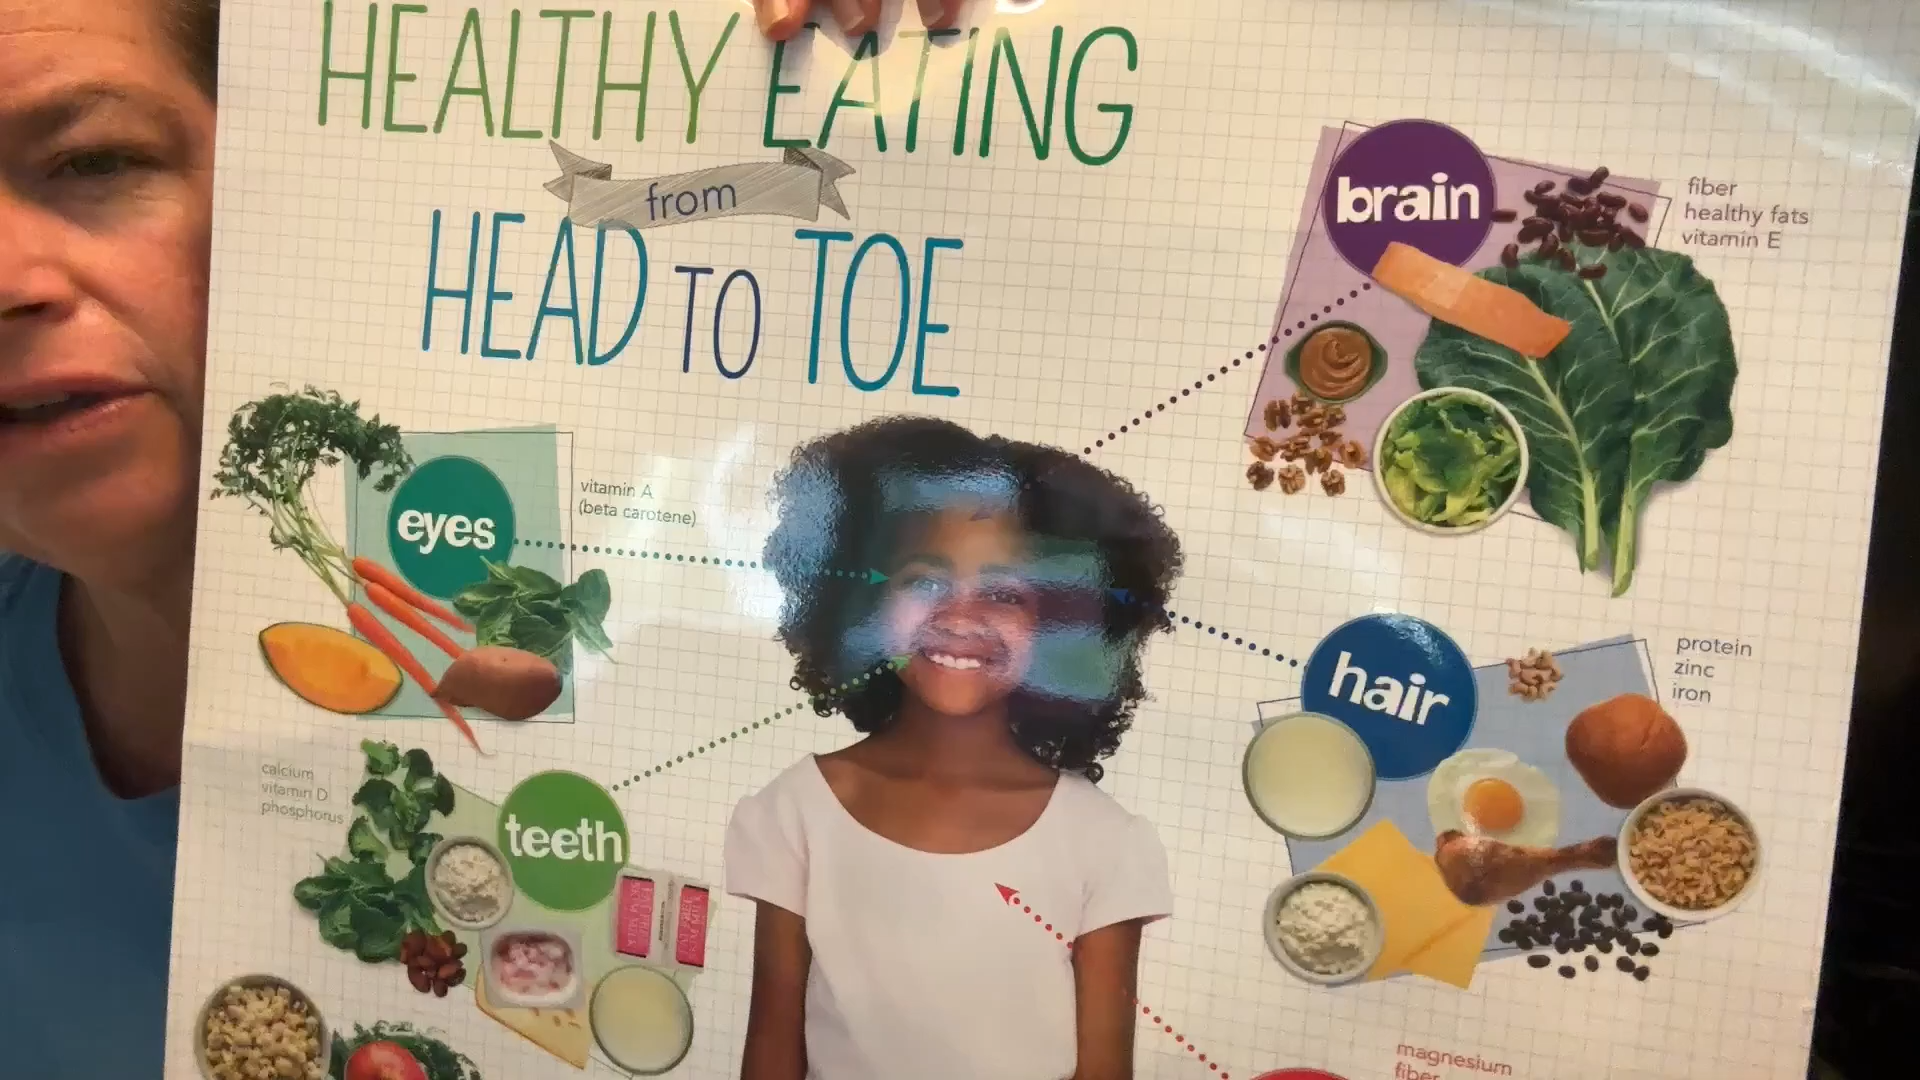 HEALTHY EATING
from
HEAD TO TOE
brain
fiber
healthy fats
vitamin E
eyes
vitamin A
(beta carotene)
hair
protein
zinc
iron
calcium
vitamin D
phosphorus
teeth
magnesium
fiber